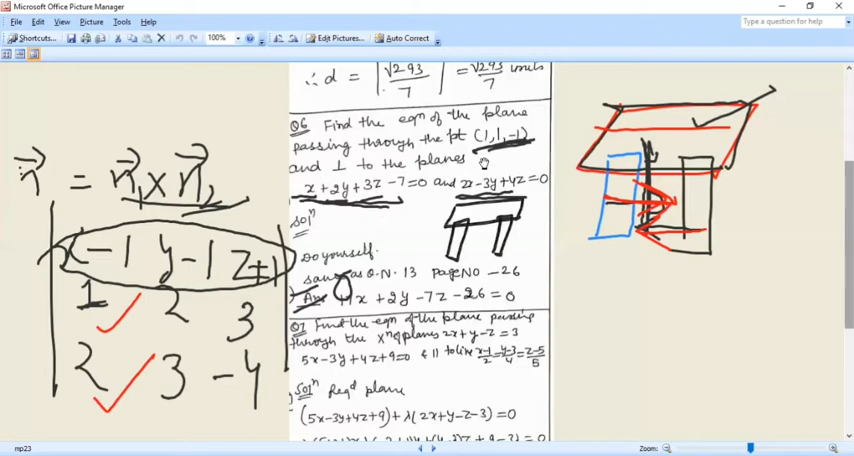 Microsoft Office Picture Manager
File Edit View Picture Tools Help
Type a question for help
Shortcuts... 100% Edit Pictures... Auto Correct
∴ d = |√293/7| = √293/7 units
Q6 Find the eqn of the plane
passing through the pt (1,1,-1)
and ⊥ to the planes
x+2y+3z-7=0 and 2x-3y+4z=0
Soln
Do yourself.
same as Q.N. 13 Page No - 26
Ans 17x + 2y - 7z - 26 = 0
Q7 Find the eqn of the plane passing
through the Xn of planes 2x+y-z=3
5x-3y+4z+9=0 & || to line x-1/2 = y-3/4 = z-5/5
Soln Reqd plane
(5x-3y+4z+9)+λ(2x+y-z-3)=0
n = n1 × n2
x-1 y-1 z+1
1 2 3
2 3 -4
mp23
Zoom: